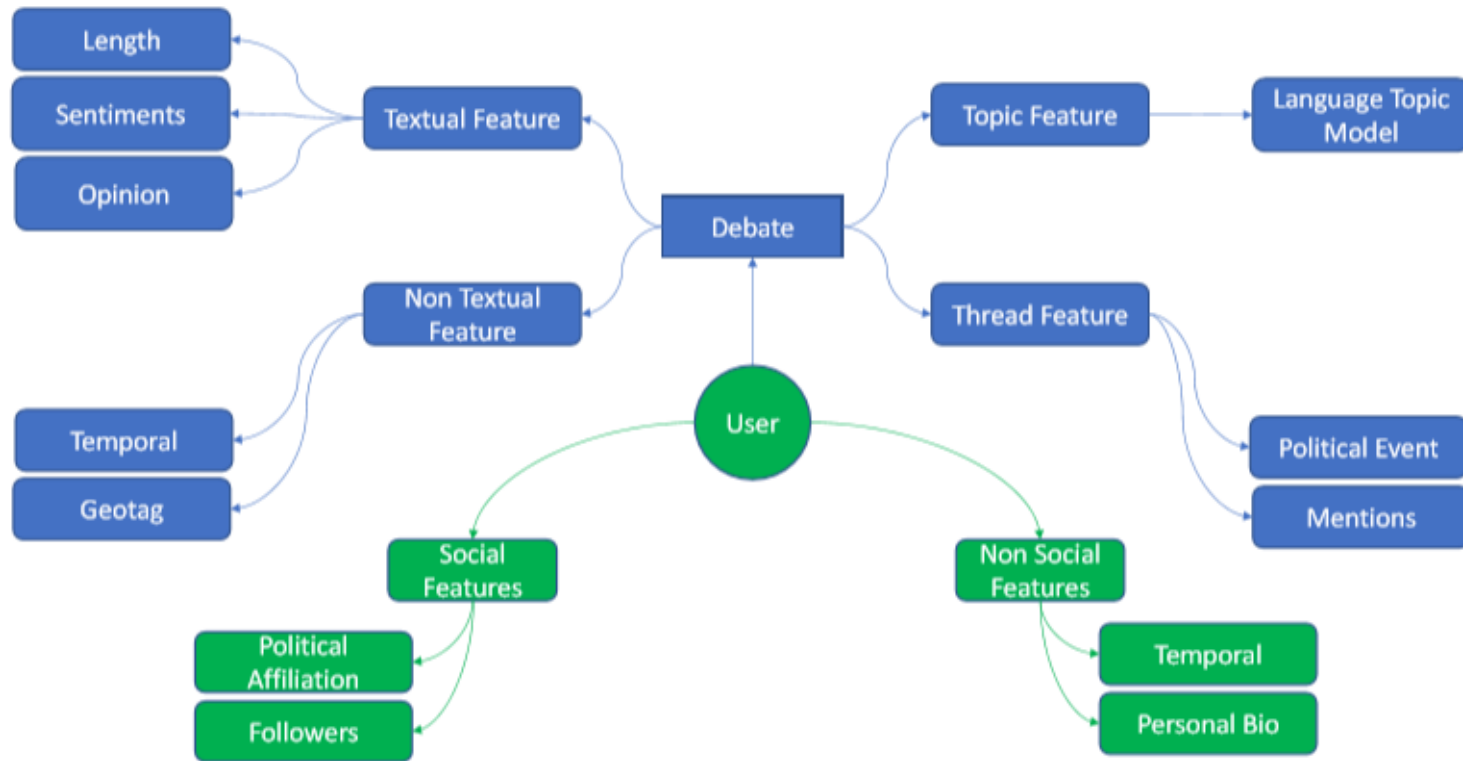 Length
Sentiments
Opinion
Textual Feature
Non Textual
Feature
Temporal
Geotag
Debate
Topic Feature
Language Topic
Model
Thread Feature
Political Event
Mentions
User
Social
Features
Political
Affiliation
Followers
Non Social
Features
Temporal
Personal Bio